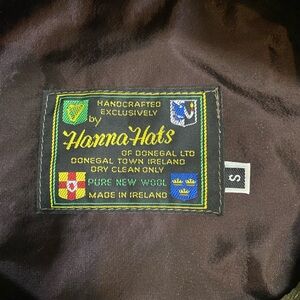 HANDCRAFTED
EXCLUSIVELY
by
Hanna Hats
OF DONEGAL LTD
DONEGAL TOWN IRELAND
DRY CLEAN ONLY
PURE NEW WOOL
MADE IN IRELAND
S